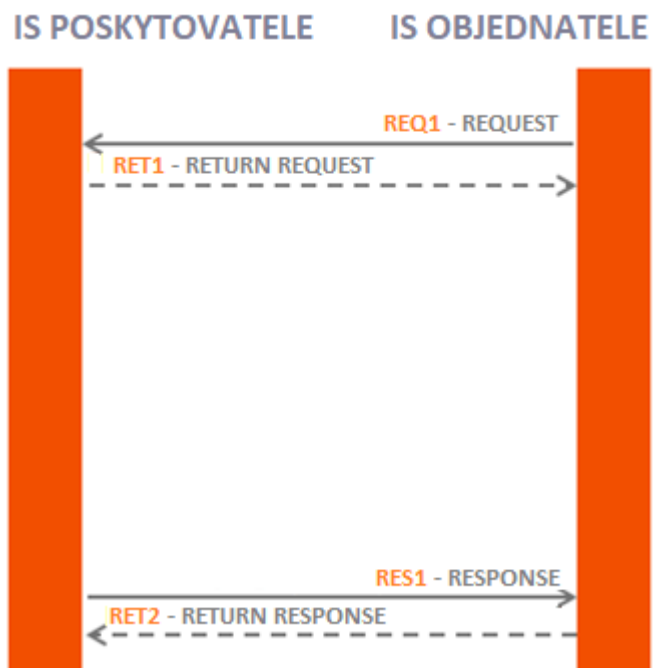 IS POSKYTOVATELE IS OBJEDNATELE
REQ1 - REQUEST
RET1 - RETURN REQUEST
RES1 - RESPONSE
RET2 - RETURN RESPONSE